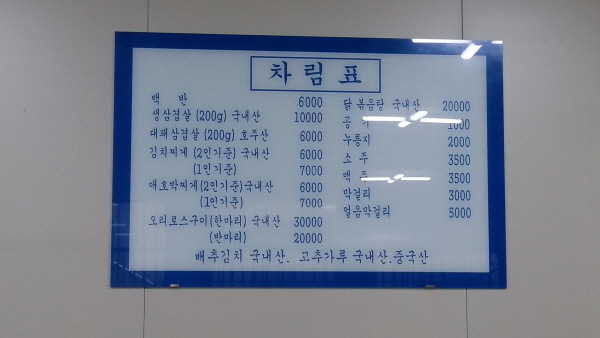 차림표
백 반 6000
생삼겹살 (200g) 국내산 10000
대패삼겹살 (200g) 호주산 6000
김치찌게 (2인기준) 국내산 6000
(1인기준) 7000
애호박찌게(2인기준)국내산 6000
(1인기준) 7000
오리로스구이(한마리) 국내산 30000
(반마리) 20000
닭볶음탕 국내산 20000
공 기 1000
누룽지 2000
소 주 3500
맥 주 3500
막걸리 3000
얼음막걸리 5000
배추김치 국내산. 고추가루 국내산.중국산